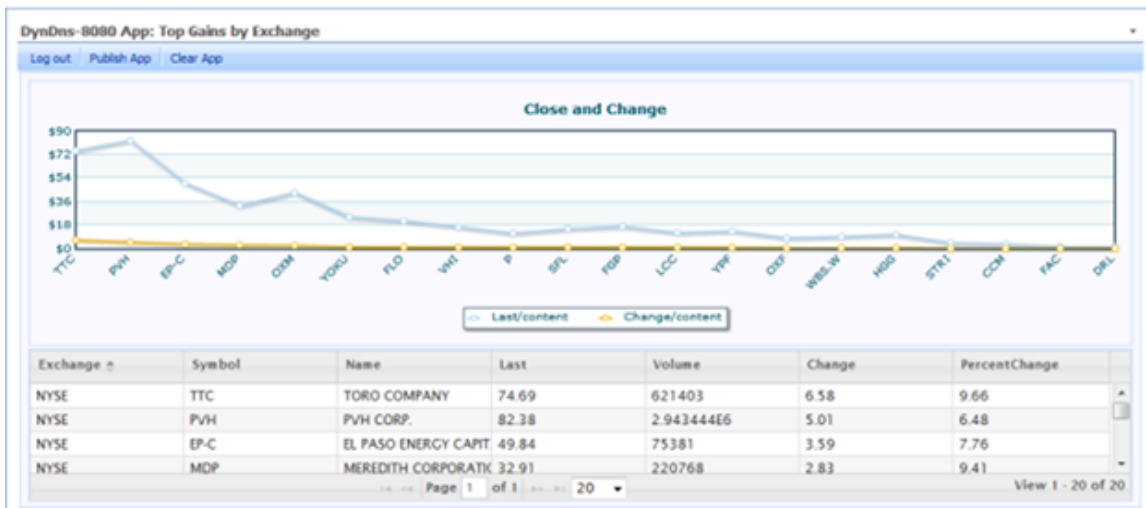 DynDns-8080 App: Top Gains by Exchange
Log out Publish App Clear App
Close and Change
$90
$72
$54
$36
$18
$0
TTC PVH EP-C MDP OXM YOKU FLO VHI P SFL FGP LCC YPF OXF WBS.W HGG STRI CCM FAC DRL
Last/content Change/content
Exchange Symbol Name Last Volume Change PercentChange
NYSE TTC TORO COMPANY 74.69 621403 6.58 9.66
NYSE PVH PVH CORP. 82.38 2.943444E6 5.01 6.48
NYSE EP-C EL PASO ENERGY CAPIT 49.84 75381 3.59 7.76
NYSE MDP MEREDITH CORPORATIC 32.91 220768 2.83 9.41
Page 1 of 1 20 View 1 - 20 of 20